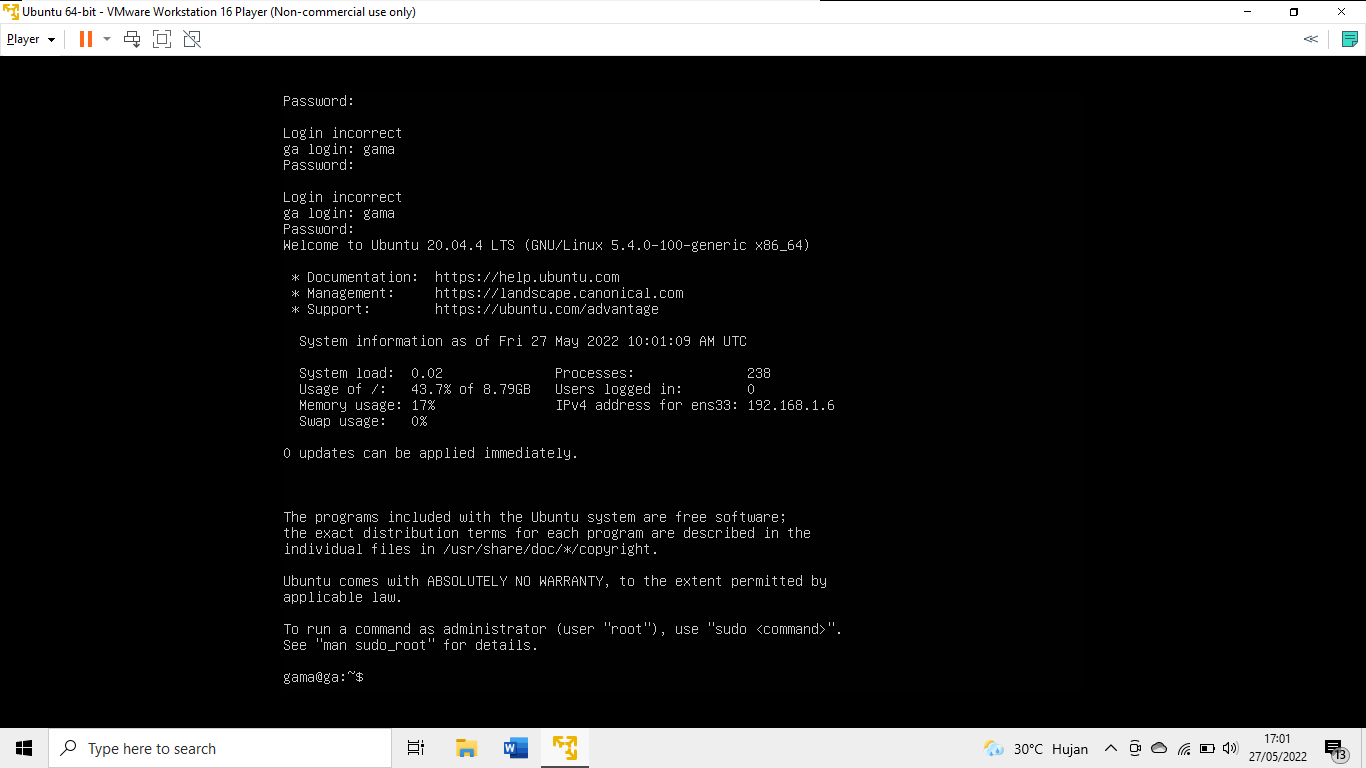 Ubuntu 64-bit - VMware Workstation 16 Player (Non-commercial use only)
Player
Password:
Login incorrect
ga login: gama
Password:
Login incorrect
ga login: gama
Password:
Welcome to Ubuntu 20.04.4 LTS (GNU/Linux 5.4.0-100-generic x86_64)
* Documentation: https://help.ubuntu.com
* Management: https://landscape.canonical.com
* Support: https://ubuntu.com/advantage
System information as of Fri 27 May 2022 10:01:09 AM UTC
System load: 0.02 Processes: 238
Usage of /: 43.7% of 8.79GB Users logged in: 0
Memory usage: 17% IPv4 address for ens33: 192.168.1.6
Swap usage: 0%
0 updates can be applied immediately.
The programs included with the Ubuntu system are free software;
the exact distribution terms for each program are described in the
individual files in /usr/share/doc/*/copyright.
Ubuntu comes with ABSOLUTELY NO WARRANTY, to the extent permitted by
applicable law.
To run a command as administrator (user "root"), use "sudo <command>".
See "man sudo_root" for details.
gama@ga:~$
Type here to search
30°C Hujan
17:01
27/05/2022
13